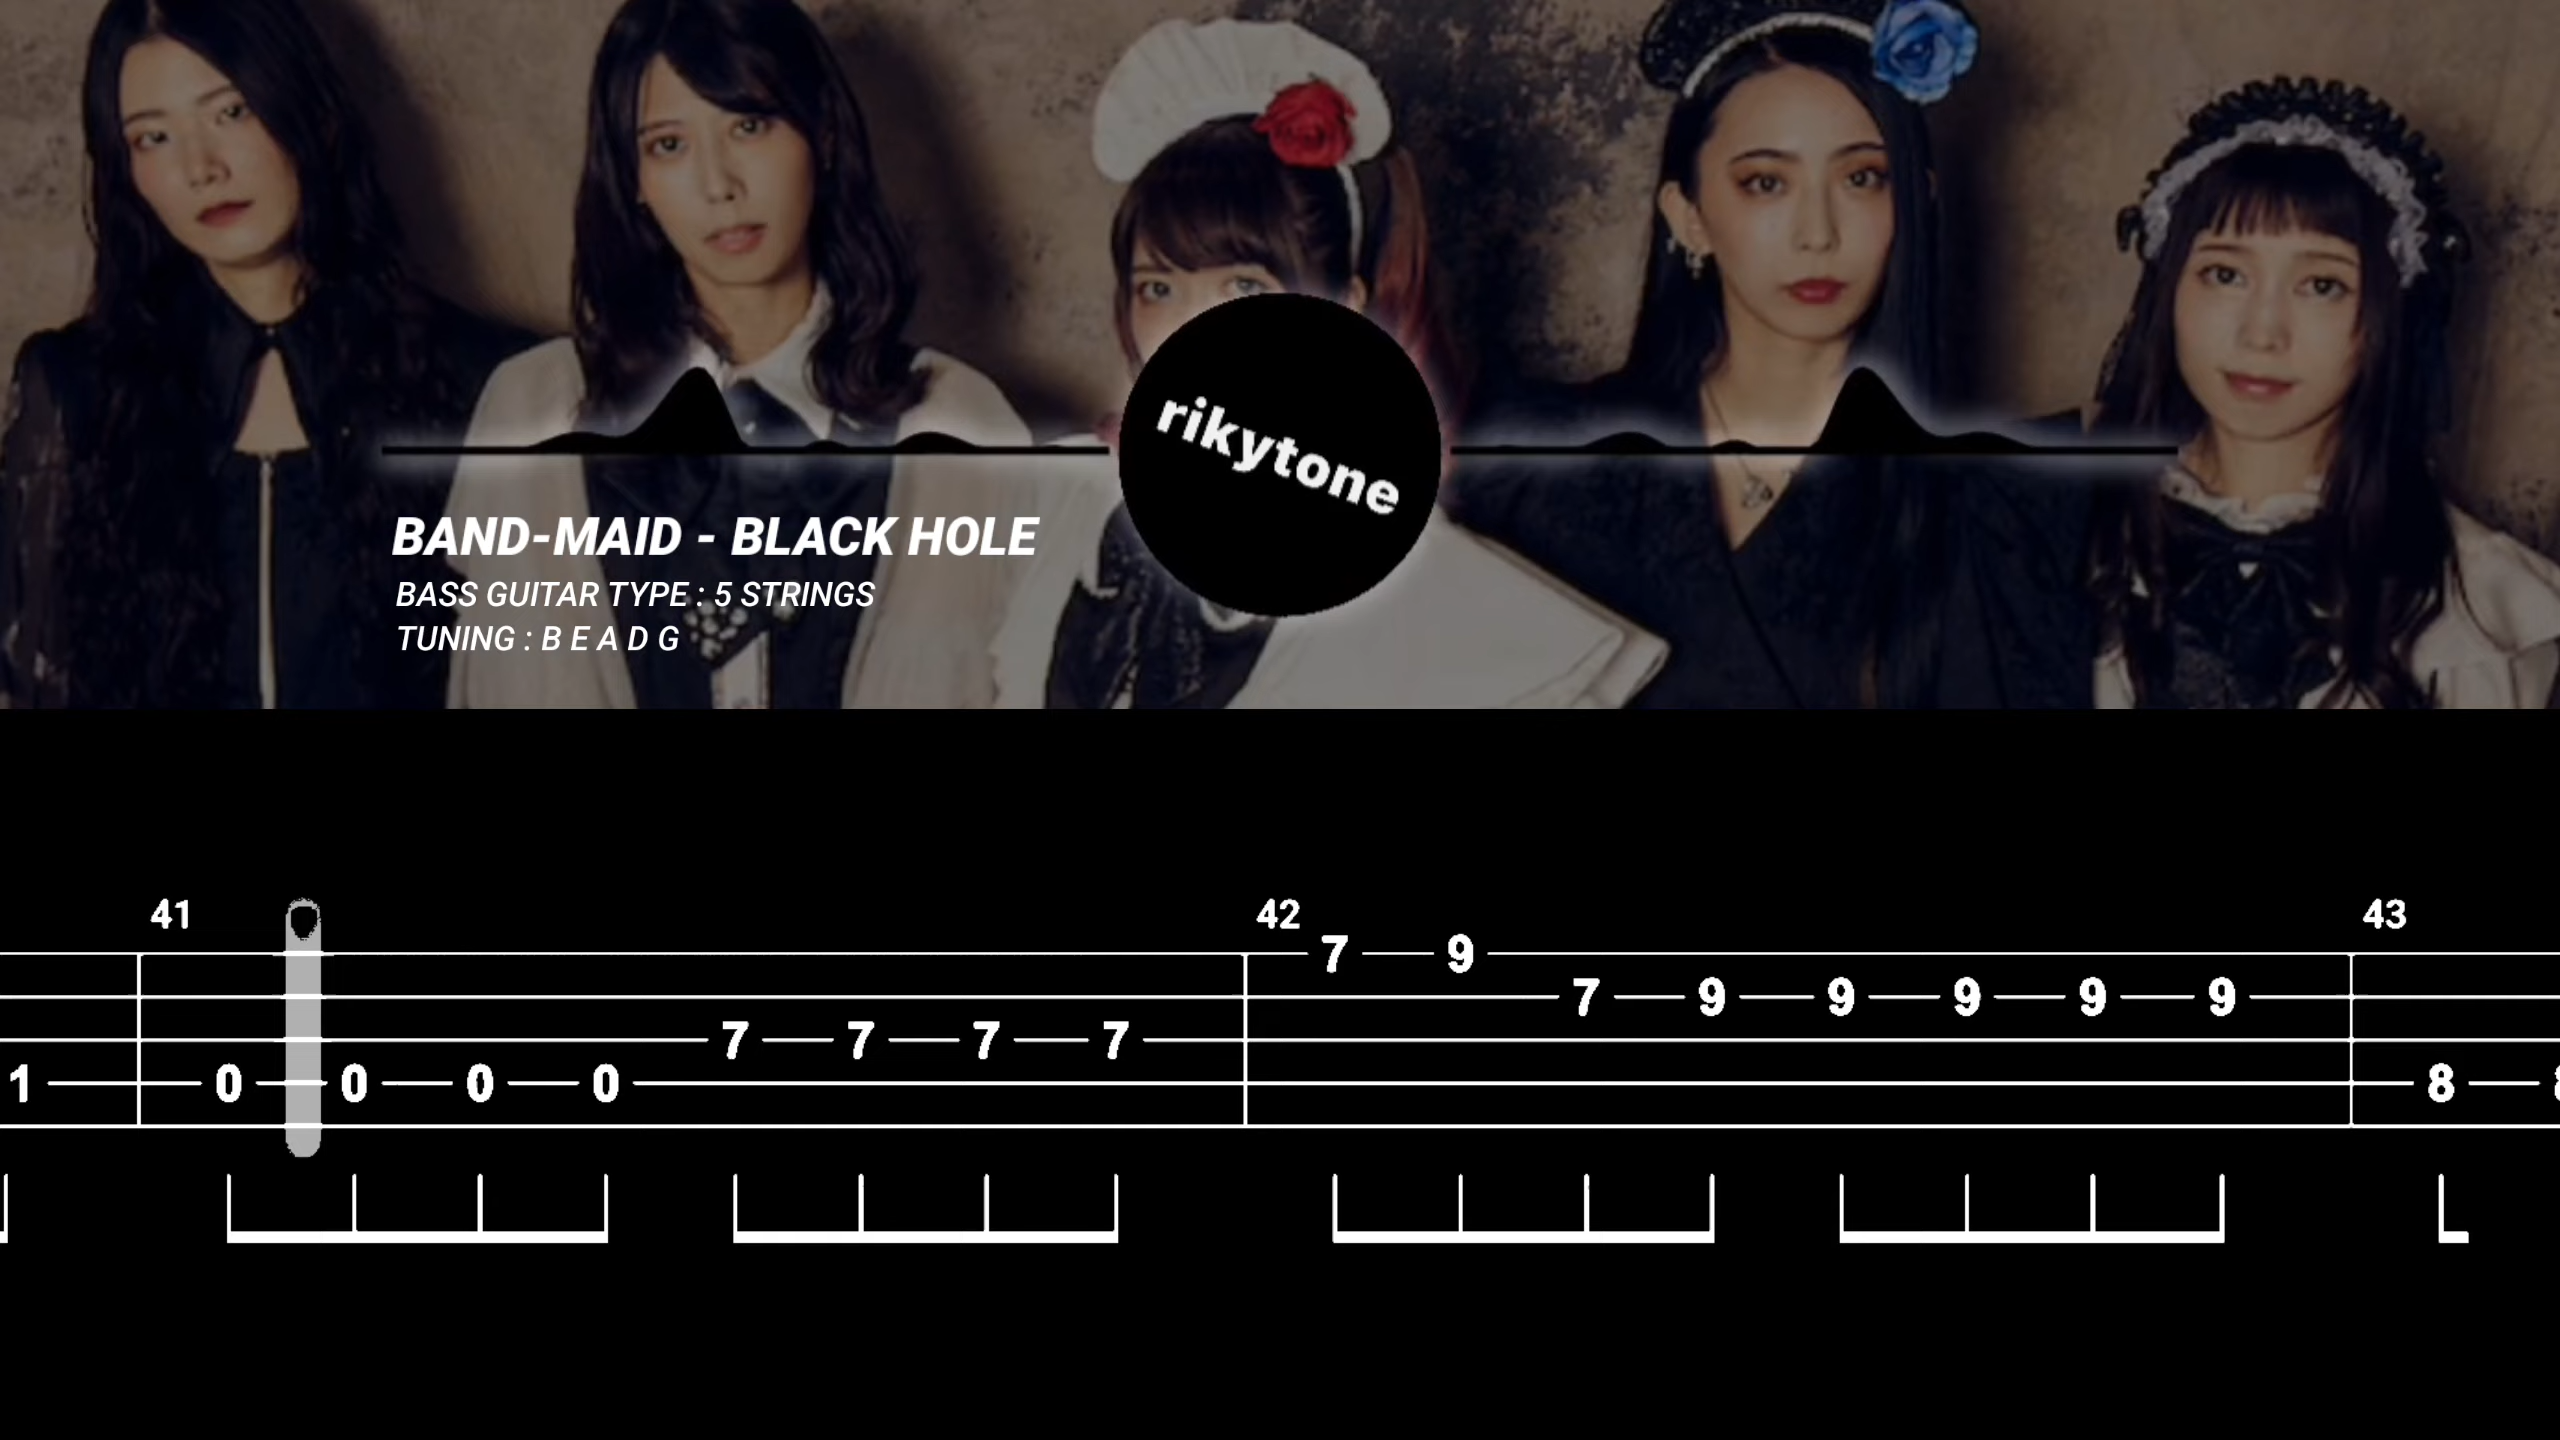 rikytone
BAND-MAID - BLACK HOLE
BASS GUITAR TYPE : 5 STRINGS
TUNING : B E A D G
41 42 43
7 9
7 9 9 9 9 9
7 7 7 7
1 0 0 0 0 8